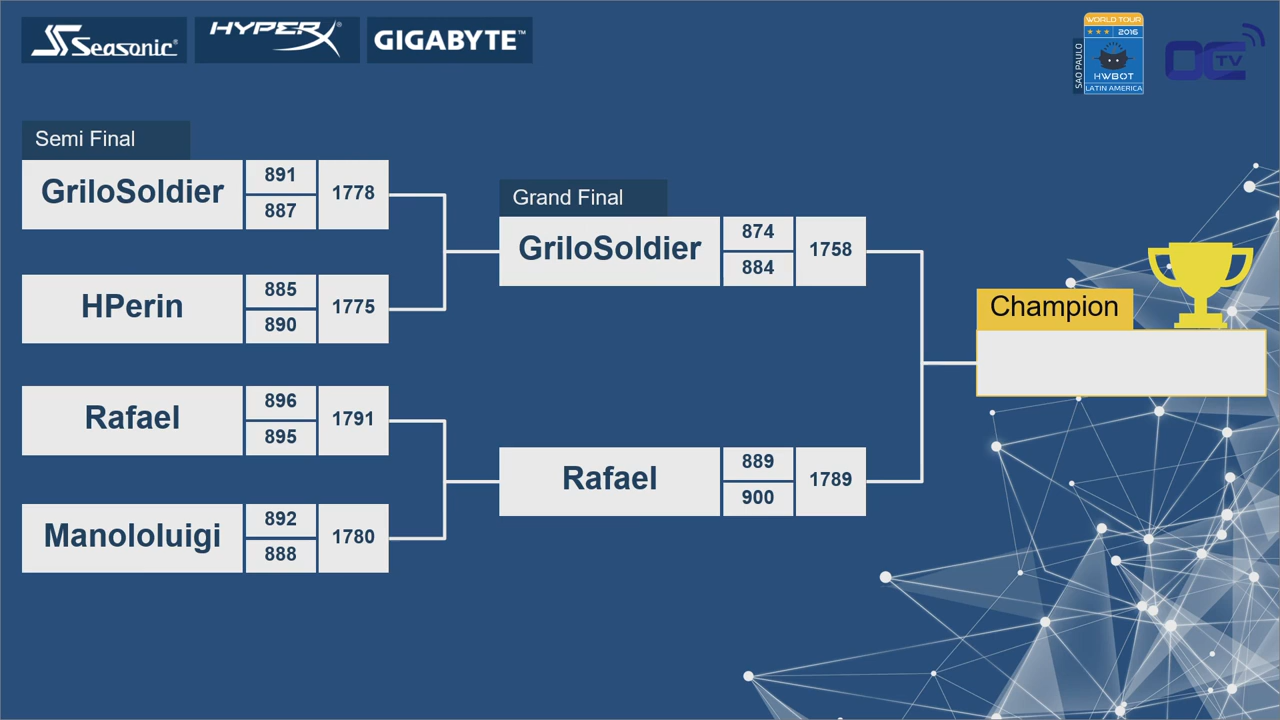 Seasonic®
HYPERX®
GIGABYTE™
WORLD TOUR
2016
SAO PAULO
HWBOT
LATIN AMERICA
OC TV
Semi Final
GriloSoldier
891
887
1778
HPerin
885
890
1775
Rafael
896
895
1791
Manololuigi
892
888
1780
Grand Final
GriloSoldier
874
884
1758
Rafael
889
900
1789
Champion